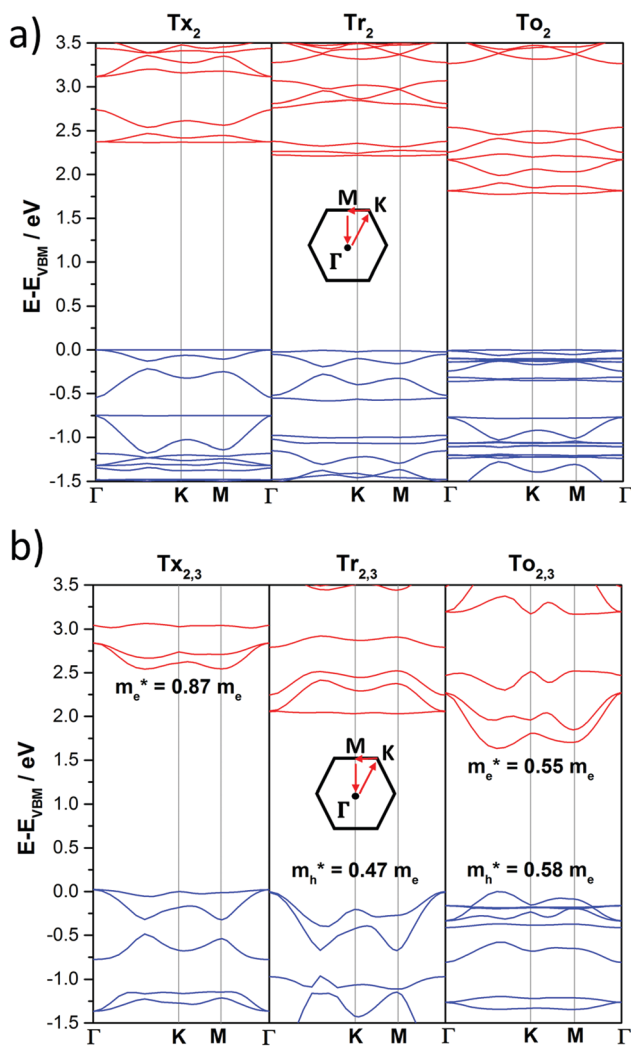 a)
Tx2 Tr2 To2
3.5
3.0
2.5
2.0
1.5
1.0
0.5
0.0
-0.5
-1.0
-1.5
E-EVBM / eV
M K
Γ
Γ K M Γ K M Γ K M Γ
b)
Tx2,3 Tr2,3 To2,3
3.5
3.0
2.5
2.0
1.5
1.0
0.5
0.0
-0.5
-1.0
-1.5
E-EVBM / eV
me* = 0.87 me
me* = 0.55 me
M K
Γ
mh* = 0.47 me
mh* = 0.58 me
Γ K M Γ K M Γ K M Γ